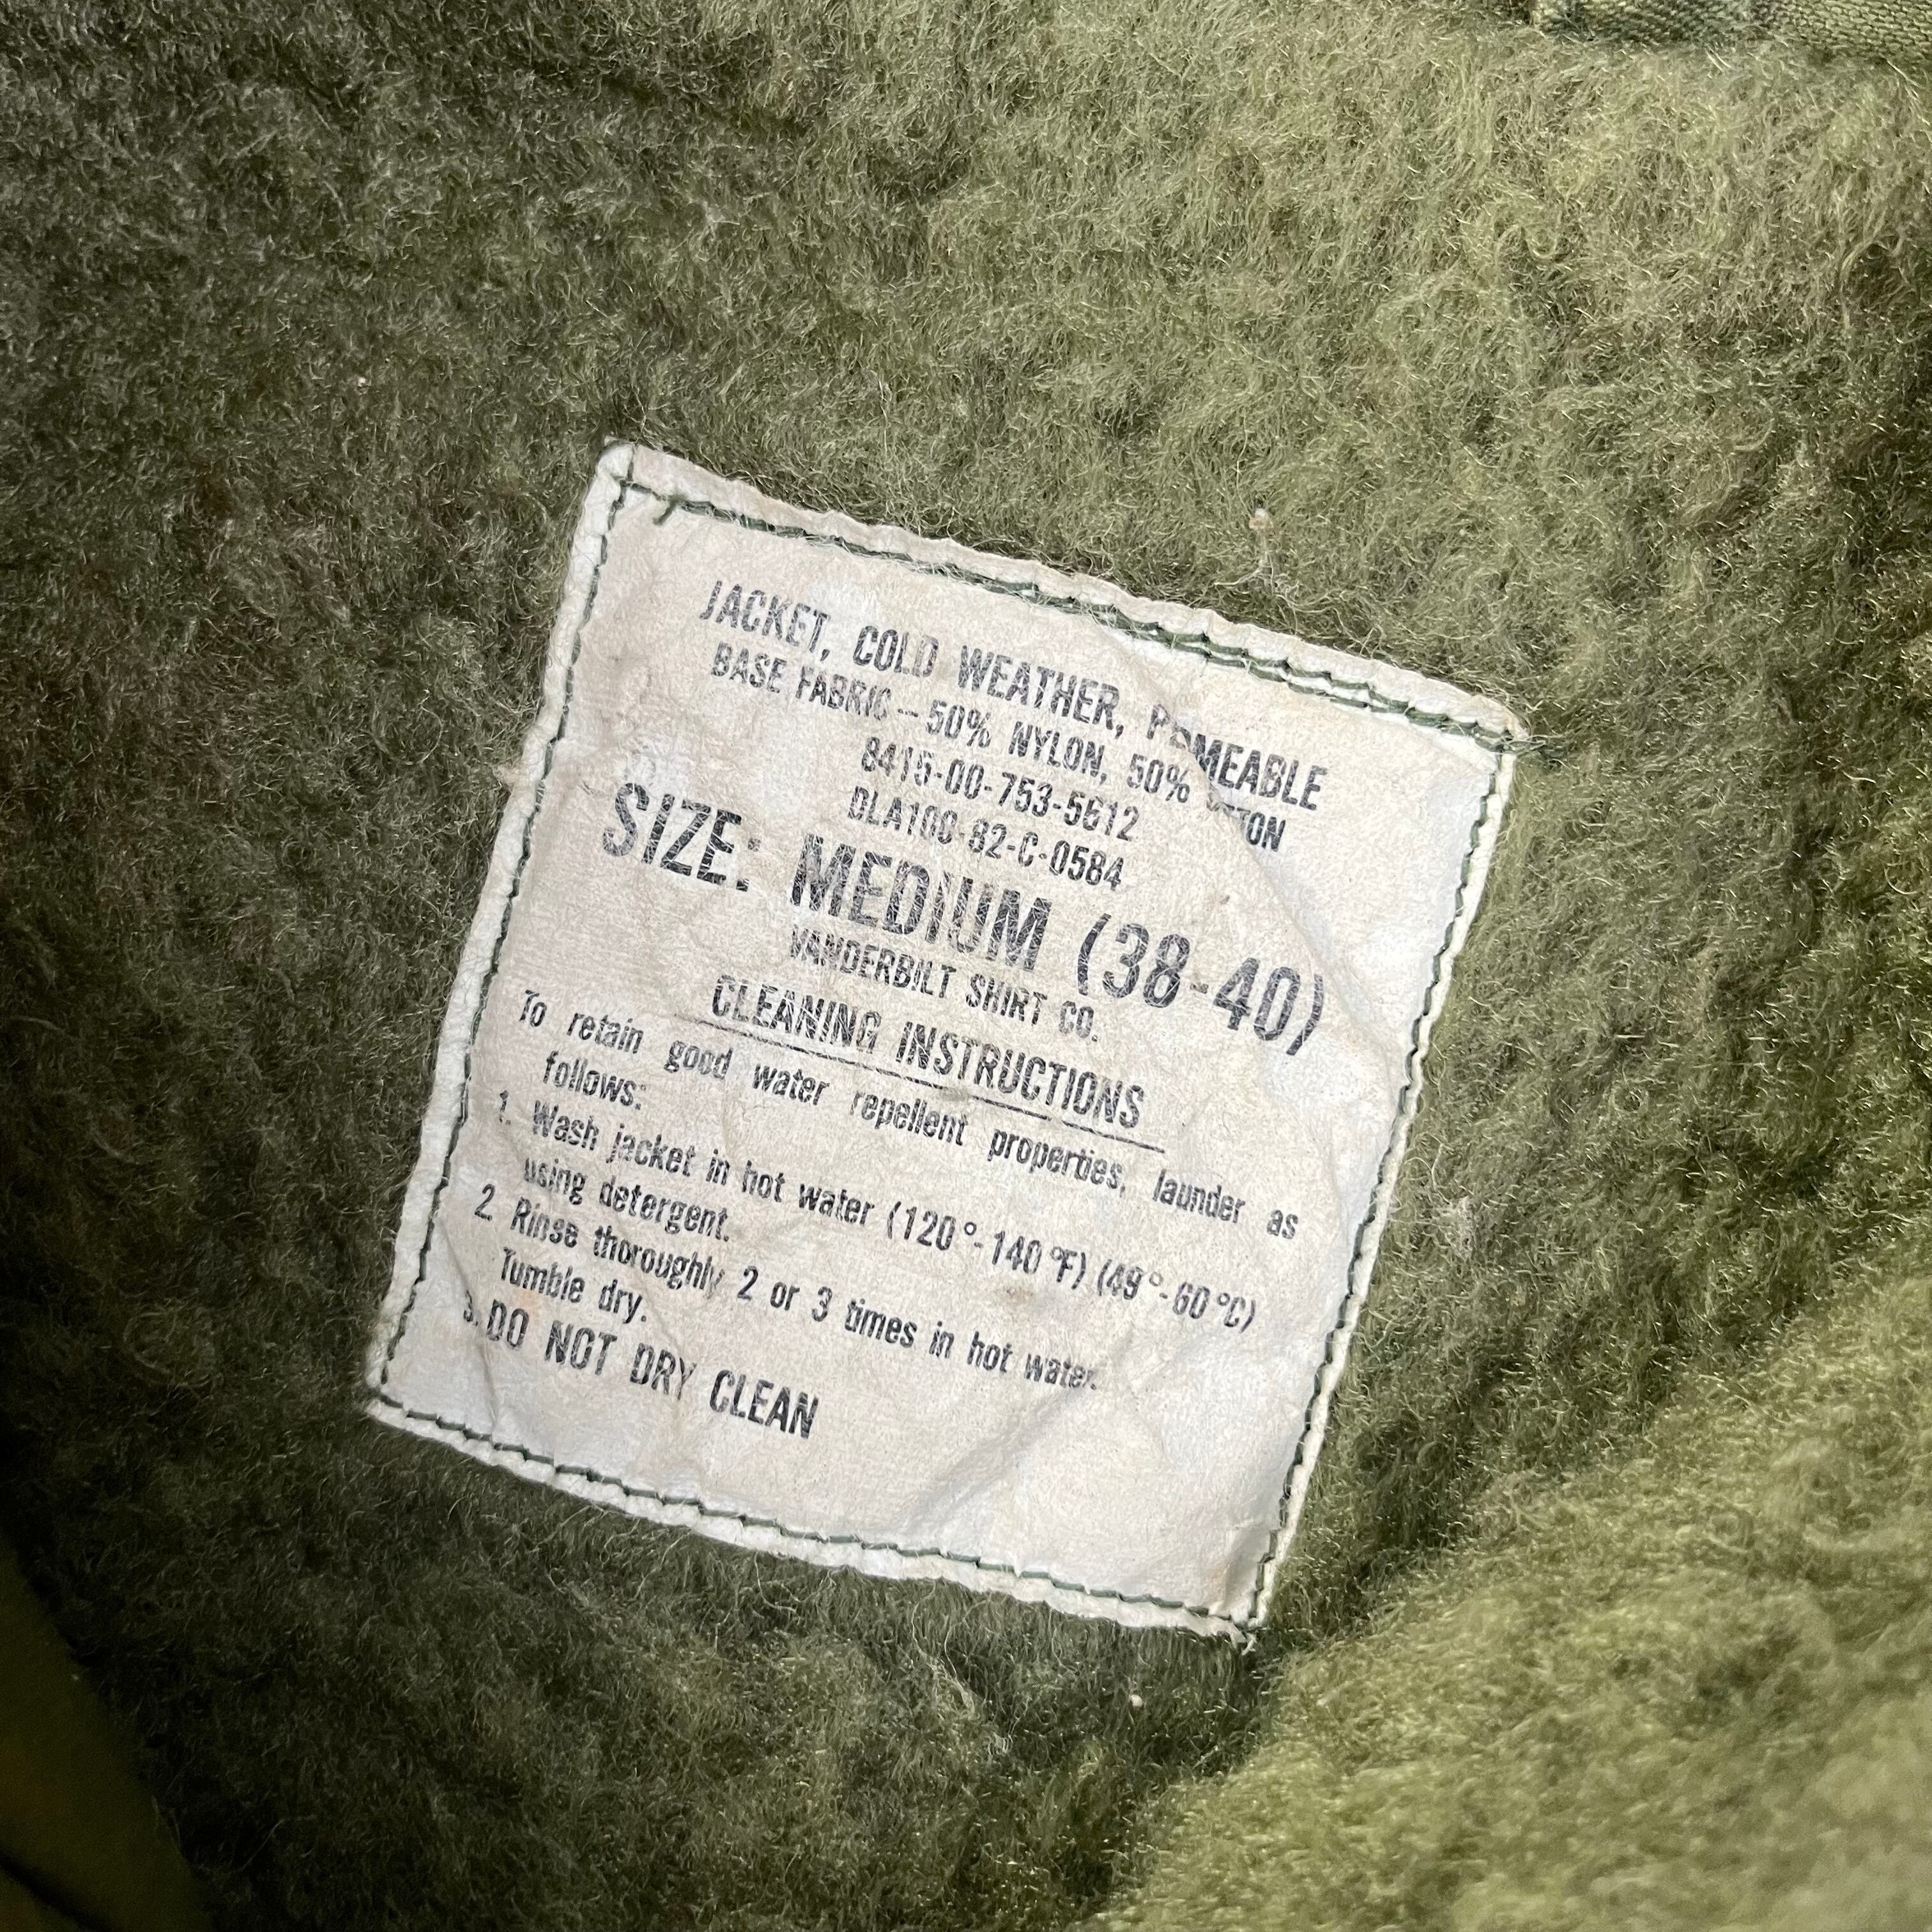 JACKET, COLD WEATHER, PERMEABLE
BASE FABRIC — 50% NYLON, 50%
8415-00-753-5612
DLA100-82-C-0584
SIZE: MEDIUM (38-40)
VANDERBILT SHIRT CO.
CLEANING INSTRUCTIONS
To retain good water repellent properties, launder as
follows:
1. Wash jacket in hot water (120°-140°F) (49°-60°C)
using detergent.
2. Rinse thoroughly 2 or 3 times in hot water.
Tumble dry.
3. DO NOT DRY CLEAN